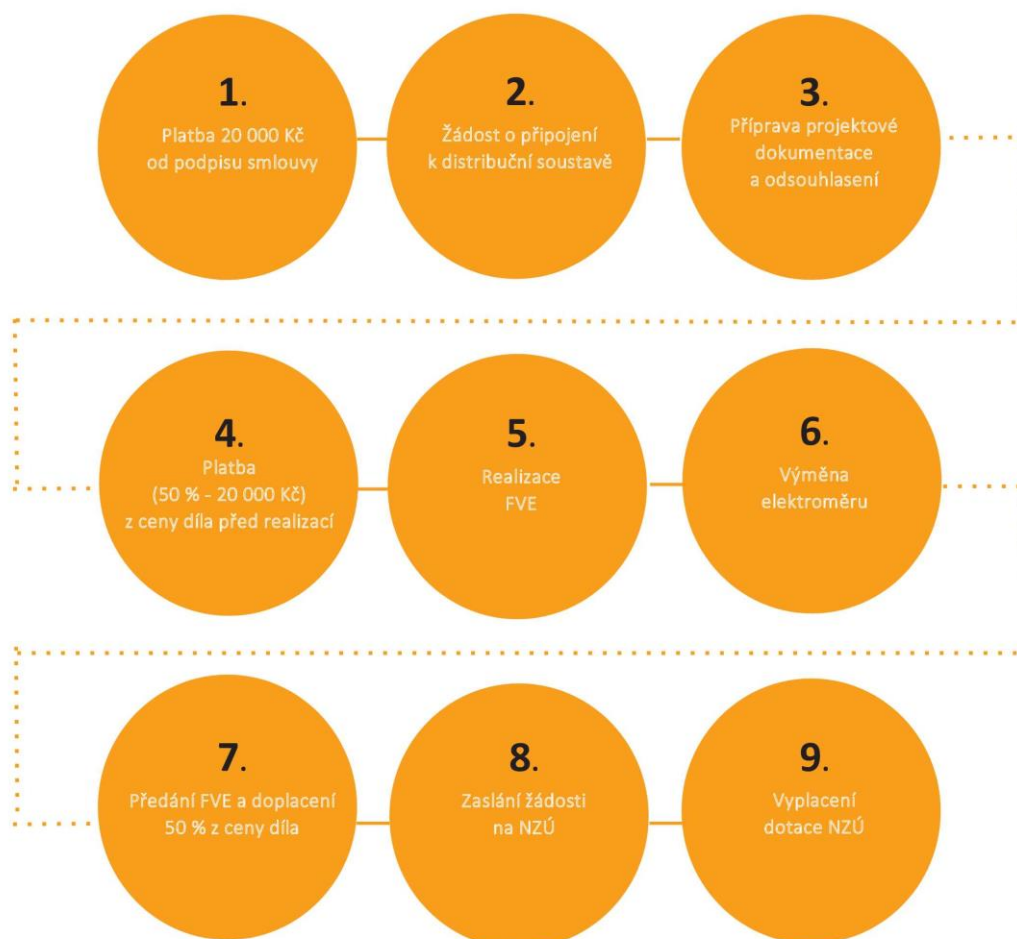 1.
Platba 20 000 Kč
od podpisu smlouvy
2.
Žádost o připojení
k distribuční soustavě
3.
Příprava projektové
dokumentace
a odsouhlasení
4.
Platba
(50 % - 20 000 Kč)
z ceny díla před realizací
5.
Realizace
FVE
6.
Výměna
elektroměru
7.
Předání FVE a doplacení
50 % z ceny díla
8.
Zaslání žádosti
na NZÚ
9.
Vyplacení
dotace NZÚ